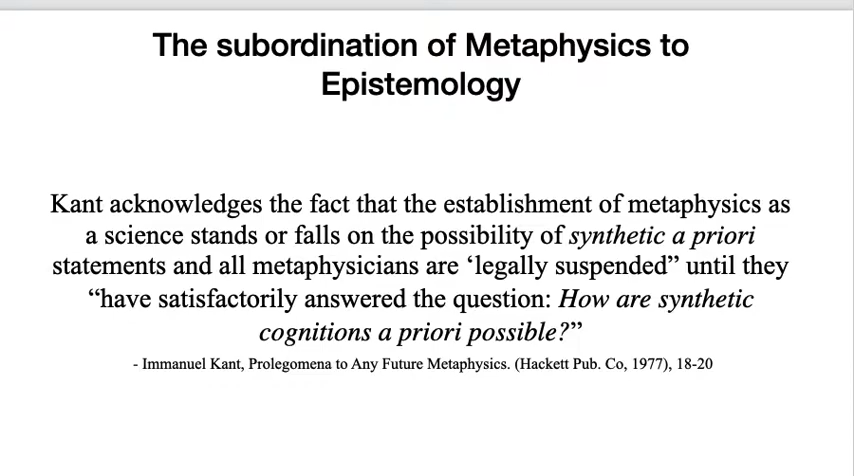 The subordination of Metaphysics to
Epistemology
Kant acknowledges the fact that the establishment of metaphysics as
a science stands or falls on the possibility of synthetic a priori
statements and all metaphysicians are ‘legally suspended” until they
“have satisfactorily answered the question: How are synthetic
cognitions a priori possible?”
- Immanuel Kant, Prolegomena to Any Future Metaphysics. (Hackett Pub. Co, 1977), 18-20